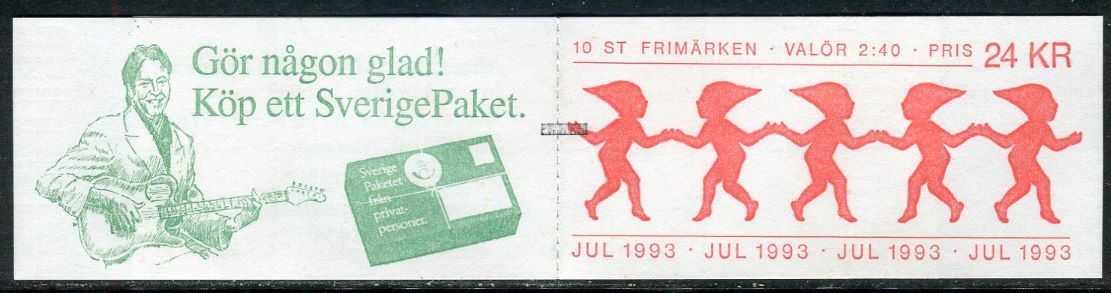 Gör någon glad!
Köp ett SverigePaket.
Sverige
Paketet
från
privat-
personer.
10 ST FRIMÄRKEN · VALÖR 2:40 · PRIS 24 KR
JUL 1993 · JUL 1993 · JUL 1993 · JUL 1993